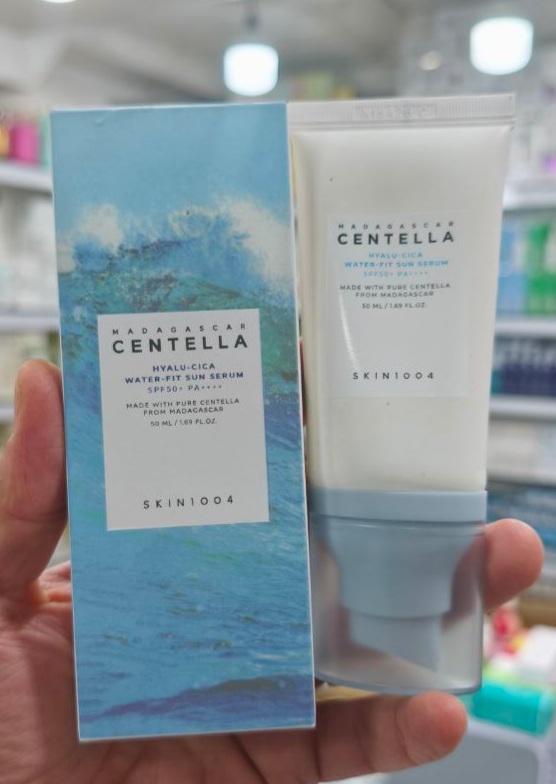 MADAGASCAR
CENTELLA
HYALU-CICA
WATER-FIT SUN SERUM
SPF50+ PA++++
MADE WITH PURE CENTELLA
FROM MADAGASCAR
50 ML / 1.69 FL.OZ.
SKIN1004
MADAGASCAR
CENTELLA
HYALU-CICA
WATER-FIT SUN SERUM
SPF50+ PA++++
MADE WITH PURE CENTELLA
FROM MADAGASCAR
50 ML / 1.69 FL.OZ.
SKIN1004